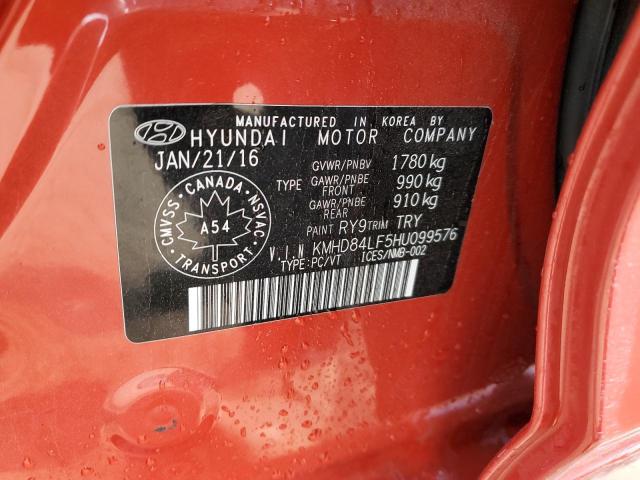 MANUFACTURED IN KOREA BY
HYUNDAI MOTOR COMPANY
JAN/21/16
GVWR/PNBV 1780 kg
TYPE GAWR/PNBE FRONT 990 kg
GAWR/PNBE REAR 910 kg
PAINT RY9 TRIM TRY
V.I.N KMHD84LF5HU099576
TYPE:PC/VT ICES/NMB-002
CANADA
CMVSS
NSVAC
A54
TRANSPORT